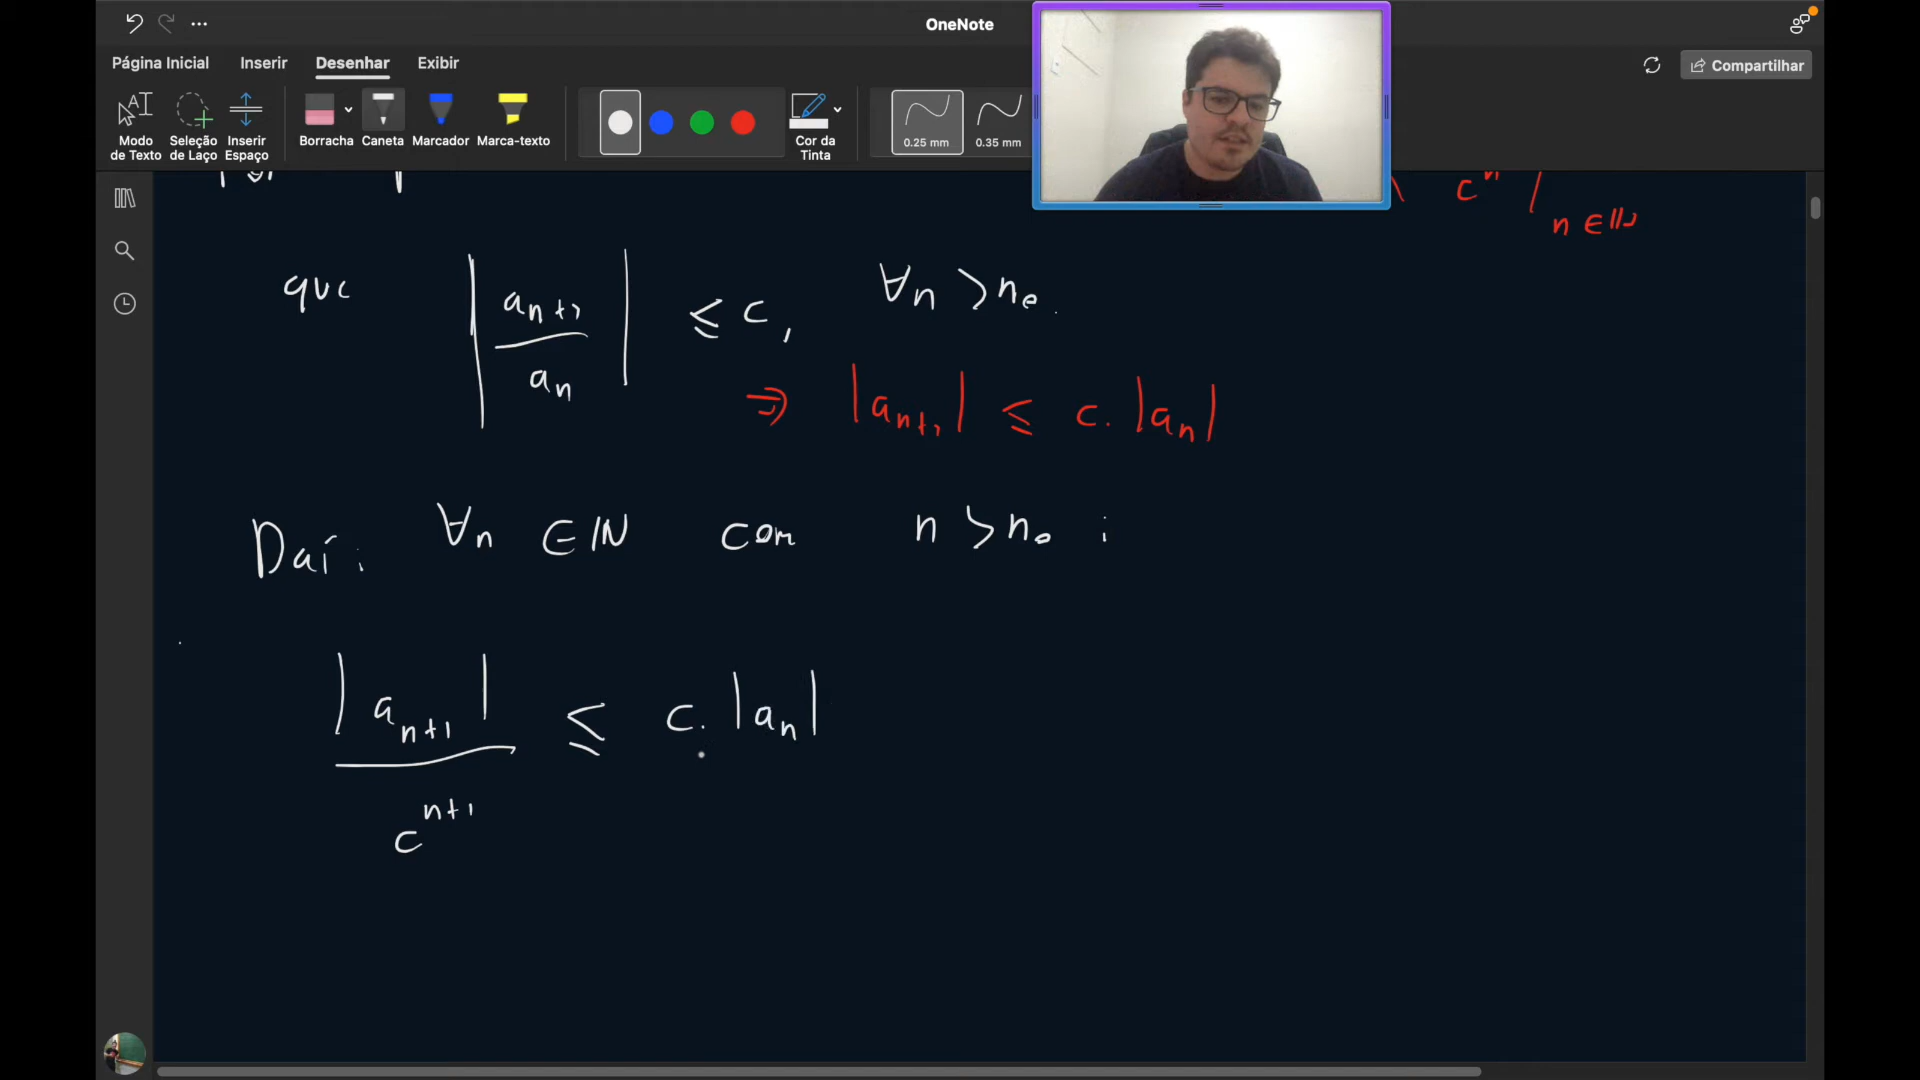 OneNote
Página Inicial Inserir Desenhar Exibir
Compartilhar
Modo de Texto
Seleção de Laço
Inserir Espaço
Borracha
Caneta
Marcador
Marca-texto
Cor da Tinta
0.25 mm
0.35 mm
c^n n ∈ ℕ
que |a_{n+1} / a_n| ≤ c, ∀n > n_0.
⇒ |a_{n+1}| ≤ c. |a_n|
Daí: ∀n ∈ ℕ com n > n_0 :
|a_{n+1}| / c^{n+1} ≤ c. |a_n|